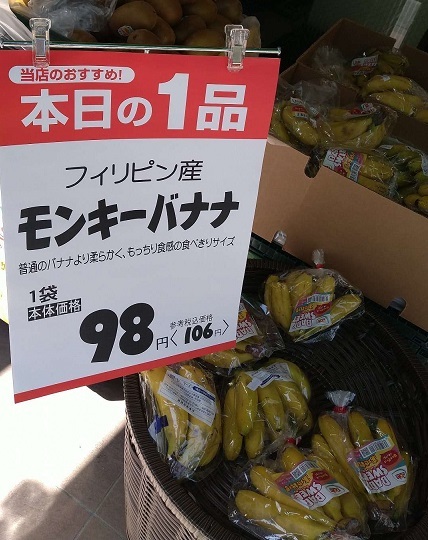 当店のおすすめ!
本日の1品
フィリピン産
モンキーバナナ
普通のバナナより柔らかく、もっちり食感の食べきりサイズ
1袋
本体価格
98円
参考税込価格
〈106円〉